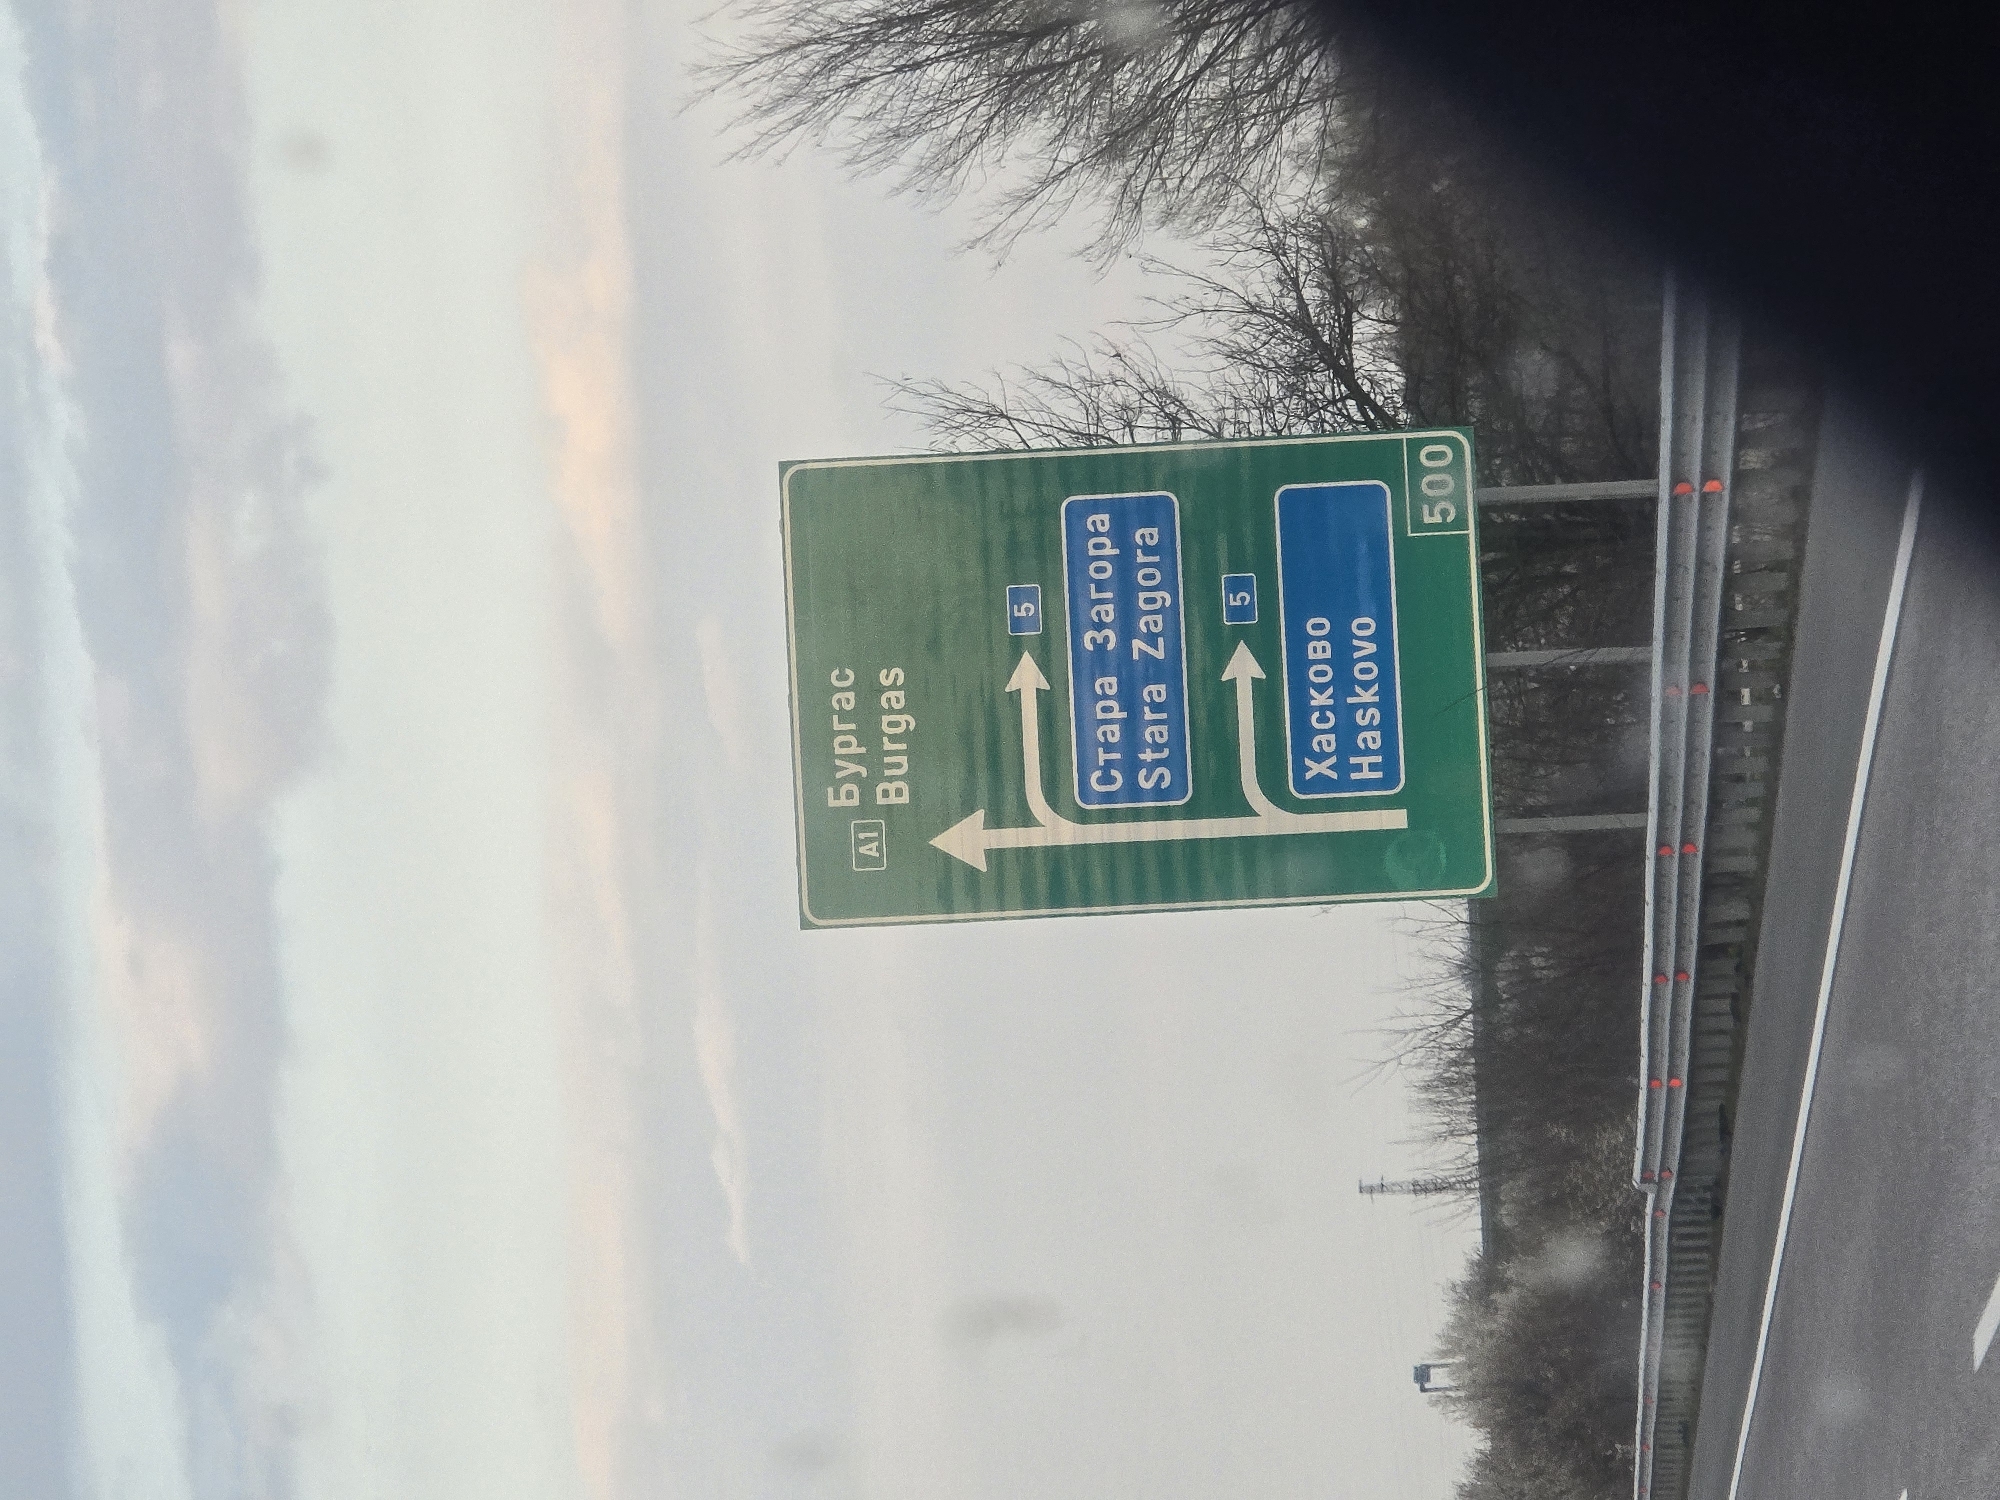 Бургас
A1 Burgas
5
Стара Загора
Stara Zagora
5
Хасково
Haskovo
500